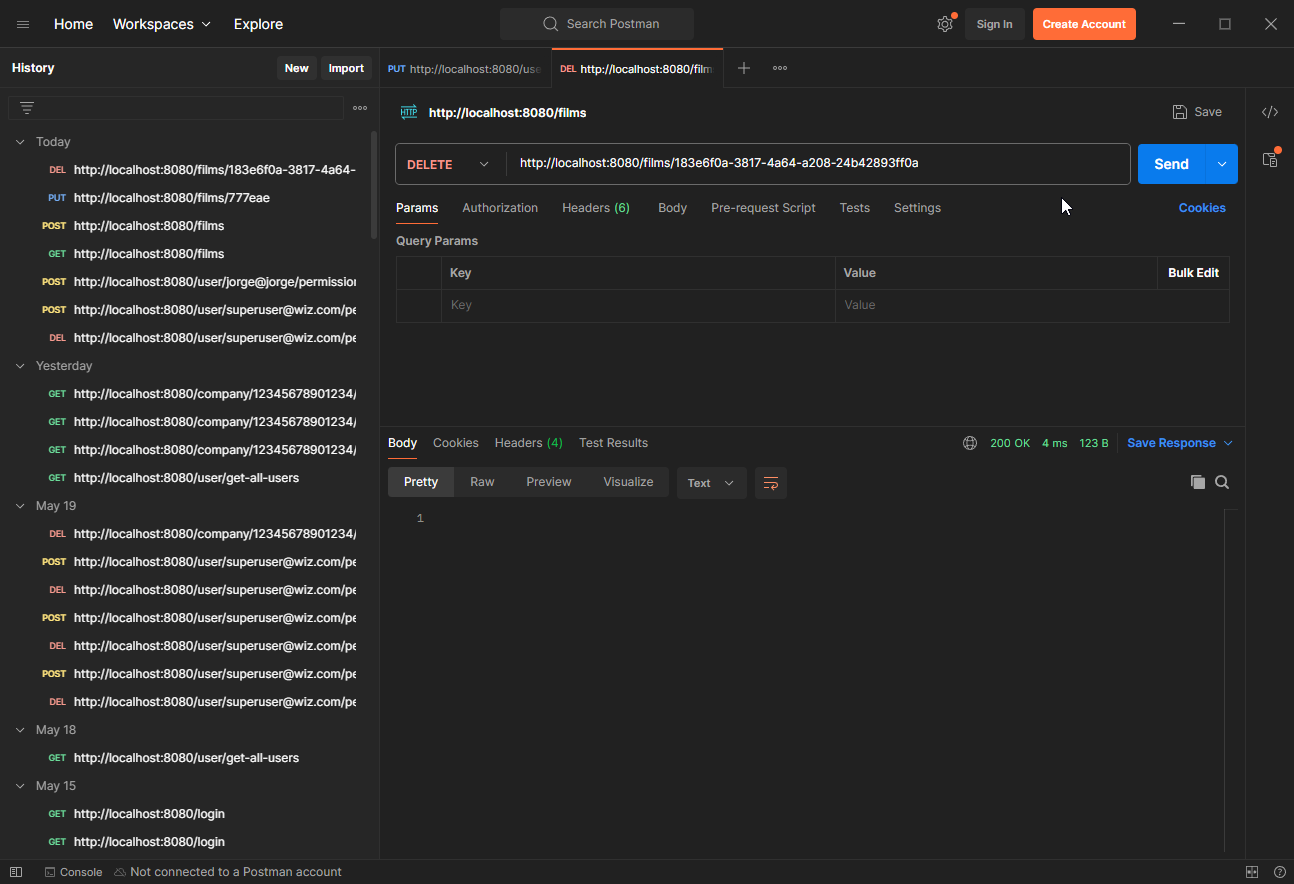 Home Workspaces Explore Search Postman Sign In Create Account
History New Import
PUT http://localhost:8080/use DEL http://localhost:8080/film
HTTP http://localhost:8080/films Save
Today
DEL http://localhost:8080/films/183e6f0a-3817-4a64-
PUT http://localhost:8080/films/777eae
POST http://localhost:8080/films
GET http://localhost:8080/films
POST http://localhost:8080/user/jorge@jorge/permission
POST http://localhost:8080/user/superuser@wiz.com/pe
DEL http://localhost:8080/user/superuser@wiz.com/pe
Yesterday
GET http://localhost:8080/company/12345678901234/
GET http://localhost:8080/company/12345678901234/
GET http://localhost:8080/company/12345678901234/
GET http://localhost:8080/user/get-all-users
May 19
DEL http://localhost:8080/company/12345678901234/
POST http://localhost:8080/user/superuser@wiz.com/pe
DEL http://localhost:8080/user/superuser@wiz.com/pe
POST http://localhost:8080/user/superuser@wiz.com/pe
DEL http://localhost:8080/user/superuser@wiz.com/pe
POST http://localhost:8080/user/superuser@wiz.com/pe
DEL http://localhost:8080/user/superuser@wiz.com/pe
May 18
GET http://localhost:8080/user/get-all-users
May 15
GET http://localhost:8080/login
GET http://localhost:8080/login
DELETE http://localhost:8080/films/183e6f0a-3817-4a64-a208-24b42893ff0a Send
Params Authorization Headers (6) Body Pre-request Script Tests Settings Cookies
Query Params
Key Value Bulk Edit
Key Value
Body Cookies Headers (4) Test Results 200 OK 4 ms 123 B Save Response
Pretty Raw Preview Visualize Text
1
Console Not connected to a Postman account